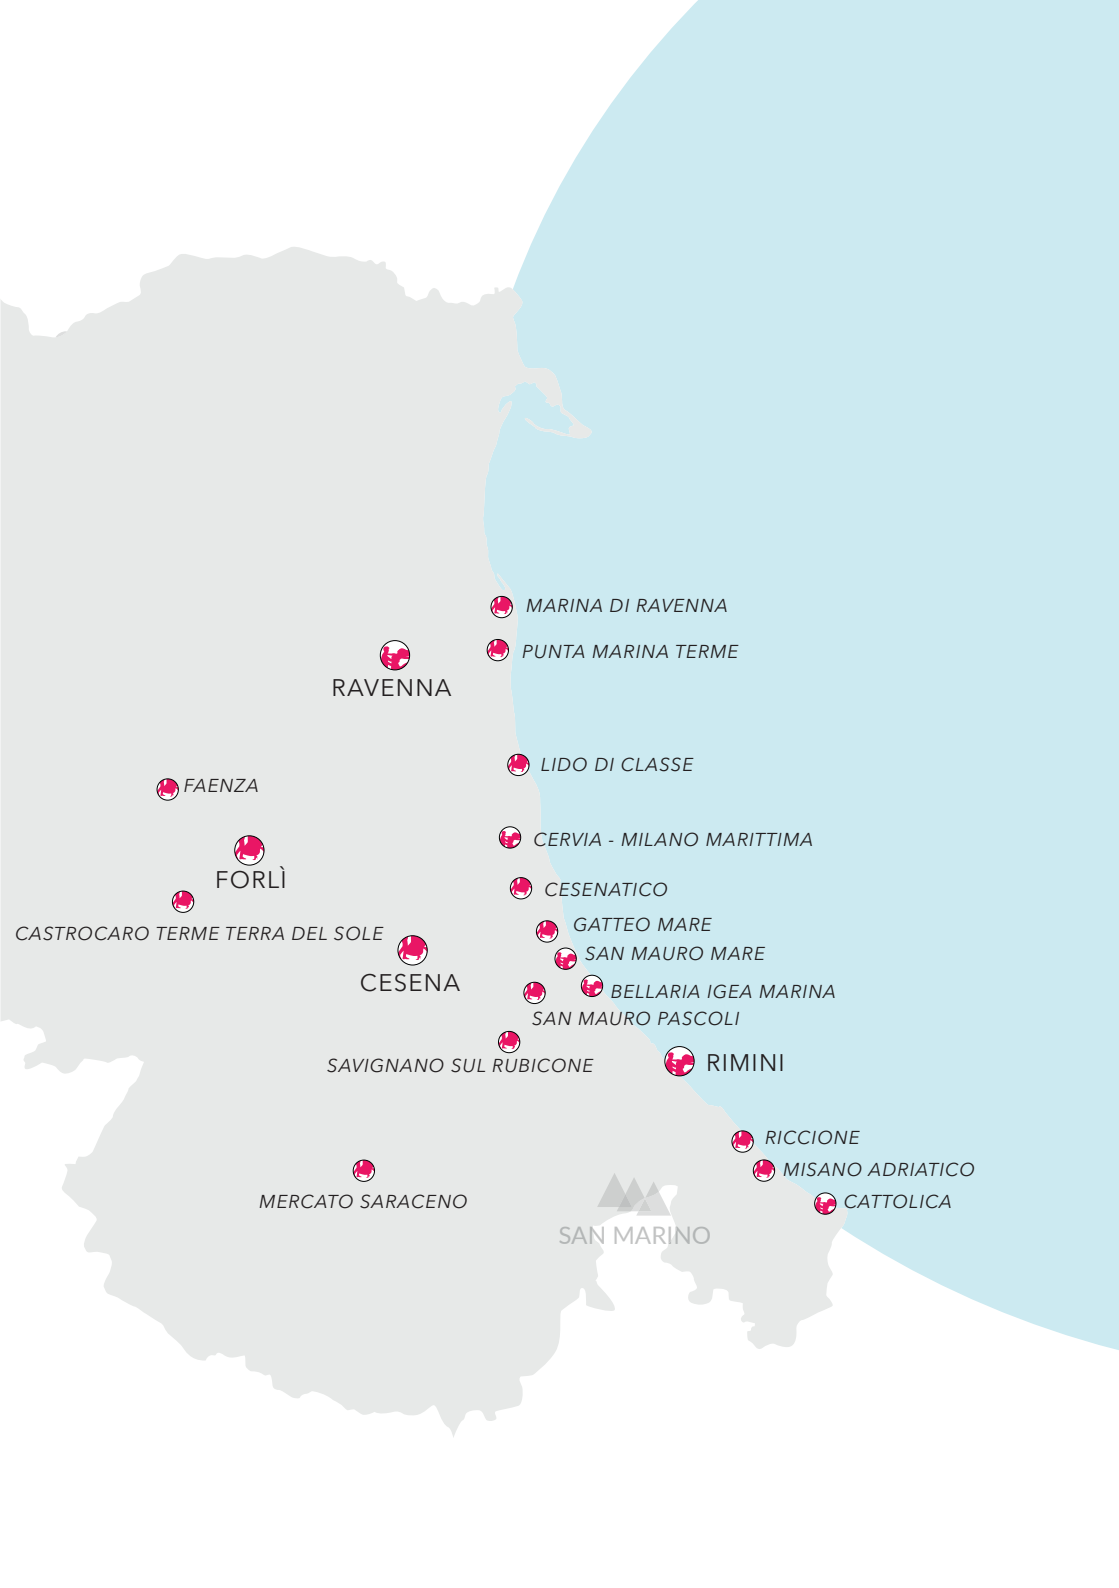 MARINA DI RAVENNA
PUNTA MARINA TERME
RAVENNA
LIDO DI CLASSE
FAENZA
CERVIA - MILANO MARITTIMA
FORLÌ
CESENATICO
GATTEO MARE
CASTROCARO TERME TERRA DEL SOLE
SAN MAURO MARE
CESENA
BELLARIA IGEA MARINA
SAN MAURO PASCOLI
SAVIGNANO SUL RUBICONE
RIMINI
RICCIONE
MISANO ADRIATICO
MERCATO SARACENO
CATTOLICA
SAN MARINO